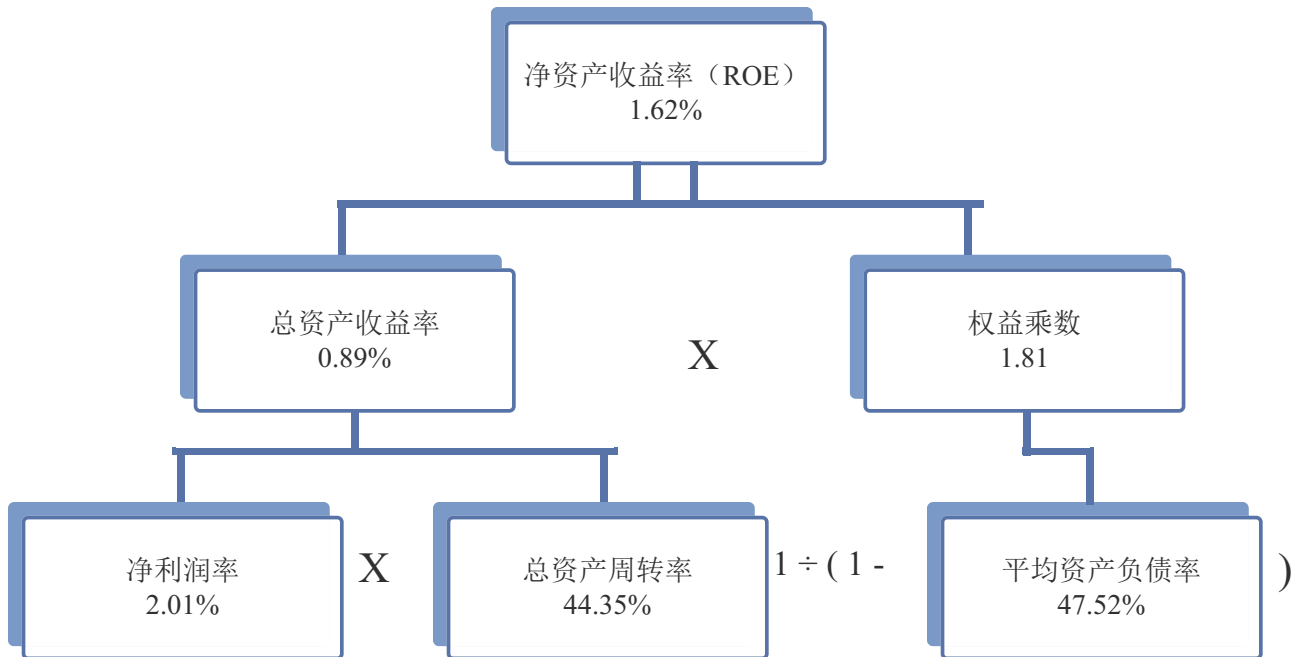 净资产收益率（ROE）
1.62%
总资产收益率
0.89%
X
权益乘数
1.81
净利润率
2.01%
X
总资产周转率
44.35%
1 ÷ ( 1 -
平均资产负债率
47.52%
)